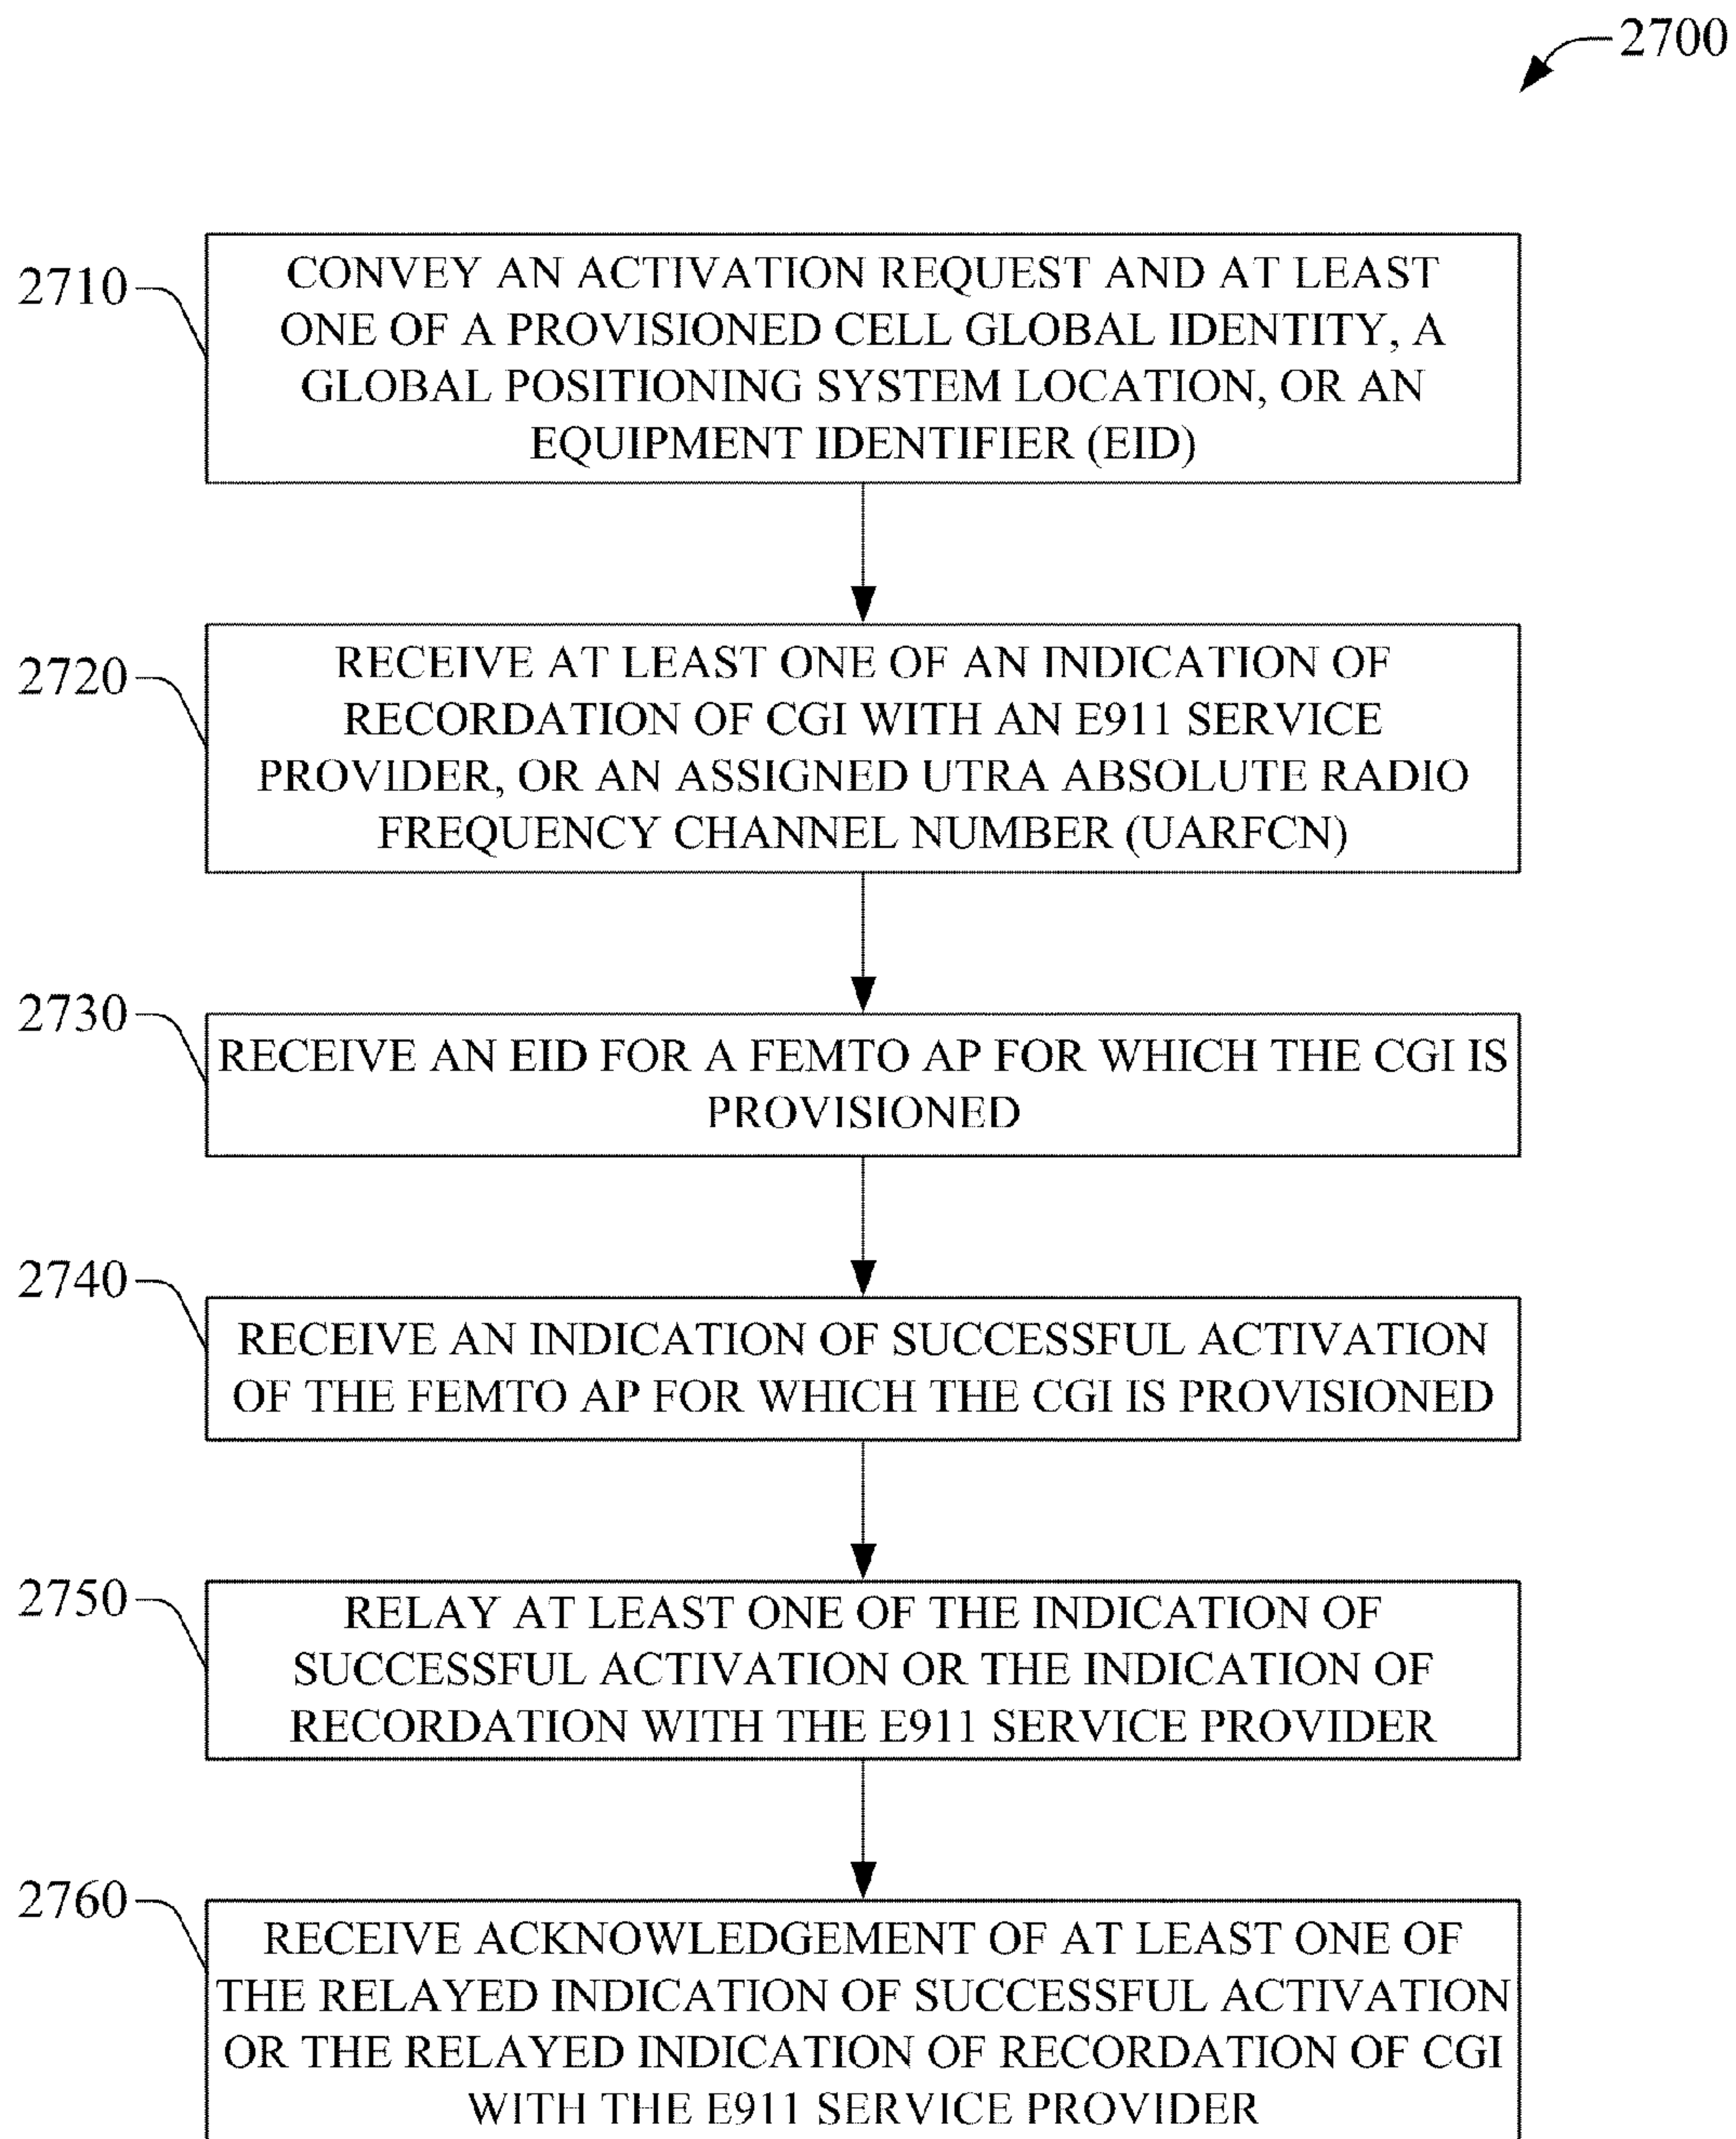 2700
2710
CONVEY AN ACTIVATION REQUEST AND AT LEAST
ONE OF A PROVISIONED CELL GLOBAL IDENTITY, A
GLOBAL POSITIONING SYSTEM LOCATION, OR AN
EQUIPMENT IDENTIFIER (EID)
2720
RECEIVE AT LEAST ONE OF AN INDICATION OF
RECORDATION OF CGI WITH AN E911 SERVICE
PROVIDER, OR AN ASSIGNED UTRA ABSOLUTE RADIO
FREQUENCY CHANNEL NUMBER (UARFCN)
2730
RECEIVE AN EID FOR A FEMTO AP FOR WHICH THE CGI IS
PROVISIONED
2740
RECEIVE AN INDICATION OF SUCCESSFUL ACTIVATION
OF THE FEMTO AP FOR WHICH THE CGI IS PROVISIONED
2750
RELAY AT LEAST ONE OF THE INDICATION OF
SUCCESSFUL ACTIVATION OR THE INDICATION OF
RECORDATION WITH THE E911 SERVICE PROVIDER
2760
RECEIVE ACKNOWLEDGEMENT OF AT LEAST ONE OF
THE RELAYED INDICATION OF SUCCESSFUL ACTIVATION
OR THE RELAYED INDICATION OF RECORDATION OF CGI
WITH THE E911 SERVICE PROVIDER